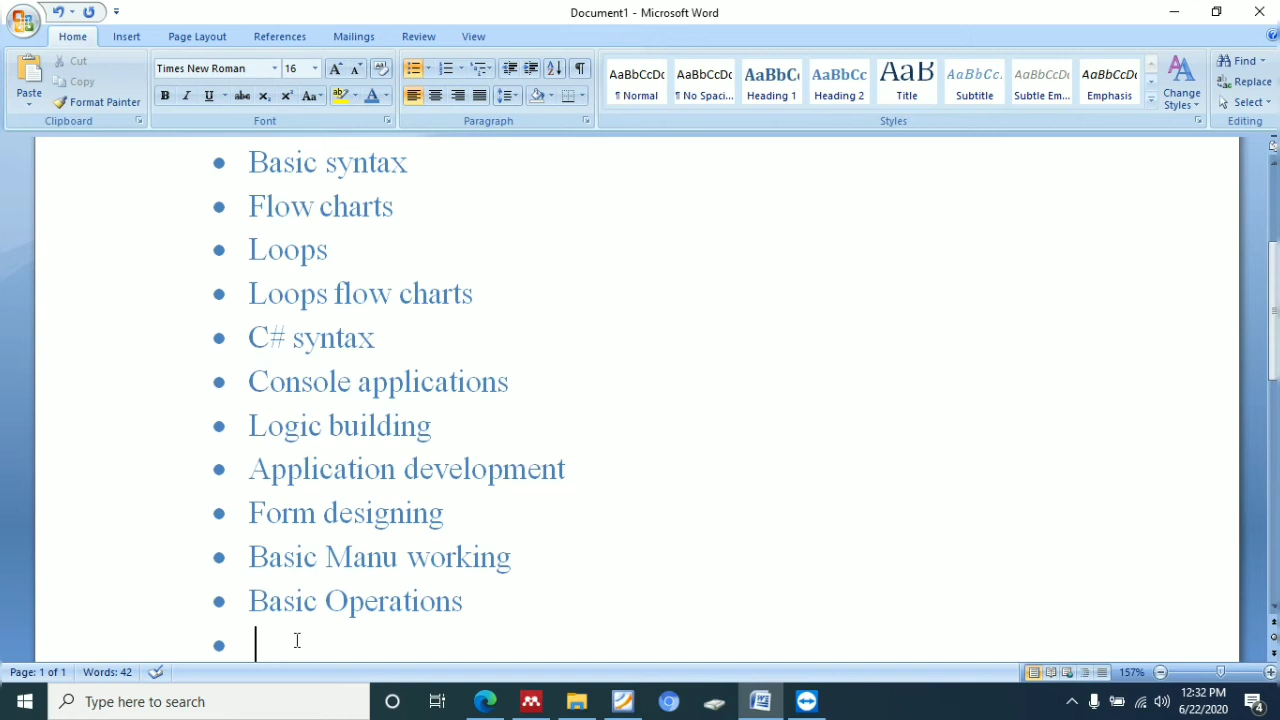 Document1 - Microsoft Word
Home Insert Page Layout References Mailings Review View
Paste
Cut
Copy
Format Painter
Clipboard
Times New Roman 16
Font
Paragraph
AaBbCcDc AaBbCcDc AaBbC AaBbCc AaB AaBbCc. AaBbCcDc AaBbCcDc
¶ Normal ¶ No Spaci... Heading 1 Heading 2 Title Subtitle Subtle Em... Emphasis
Change Styles
Styles
Find
Replace
Select
Editing
• Basic syntax
• Flow charts
• Loops
• Loops flow charts
• C# syntax
• Console applications
• Logic building
• Application development
• Form designing
• Basic Manu working
• Basic Operations
•
Page: 1 of 1 Words: 42 157%
Type here to search
12:32 PM
6/22/2020
4